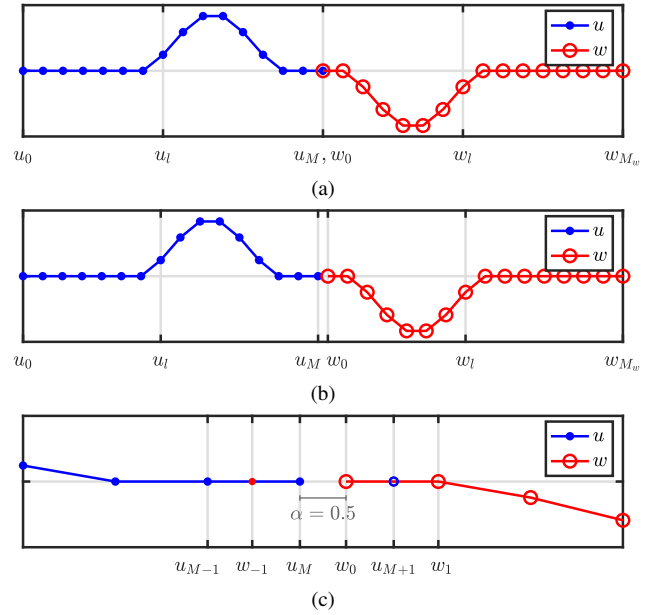 u
w
u_0 u_l u_M, w_0 w_l w_{M_w}
(a)
u
w
u_0 u_l u_M w_0 w_l w_{M_w}
(b)
u
w
α = 0.5
u_{M−1} w_{−1} u_M w_0 u_{M+1} w_1
(c)